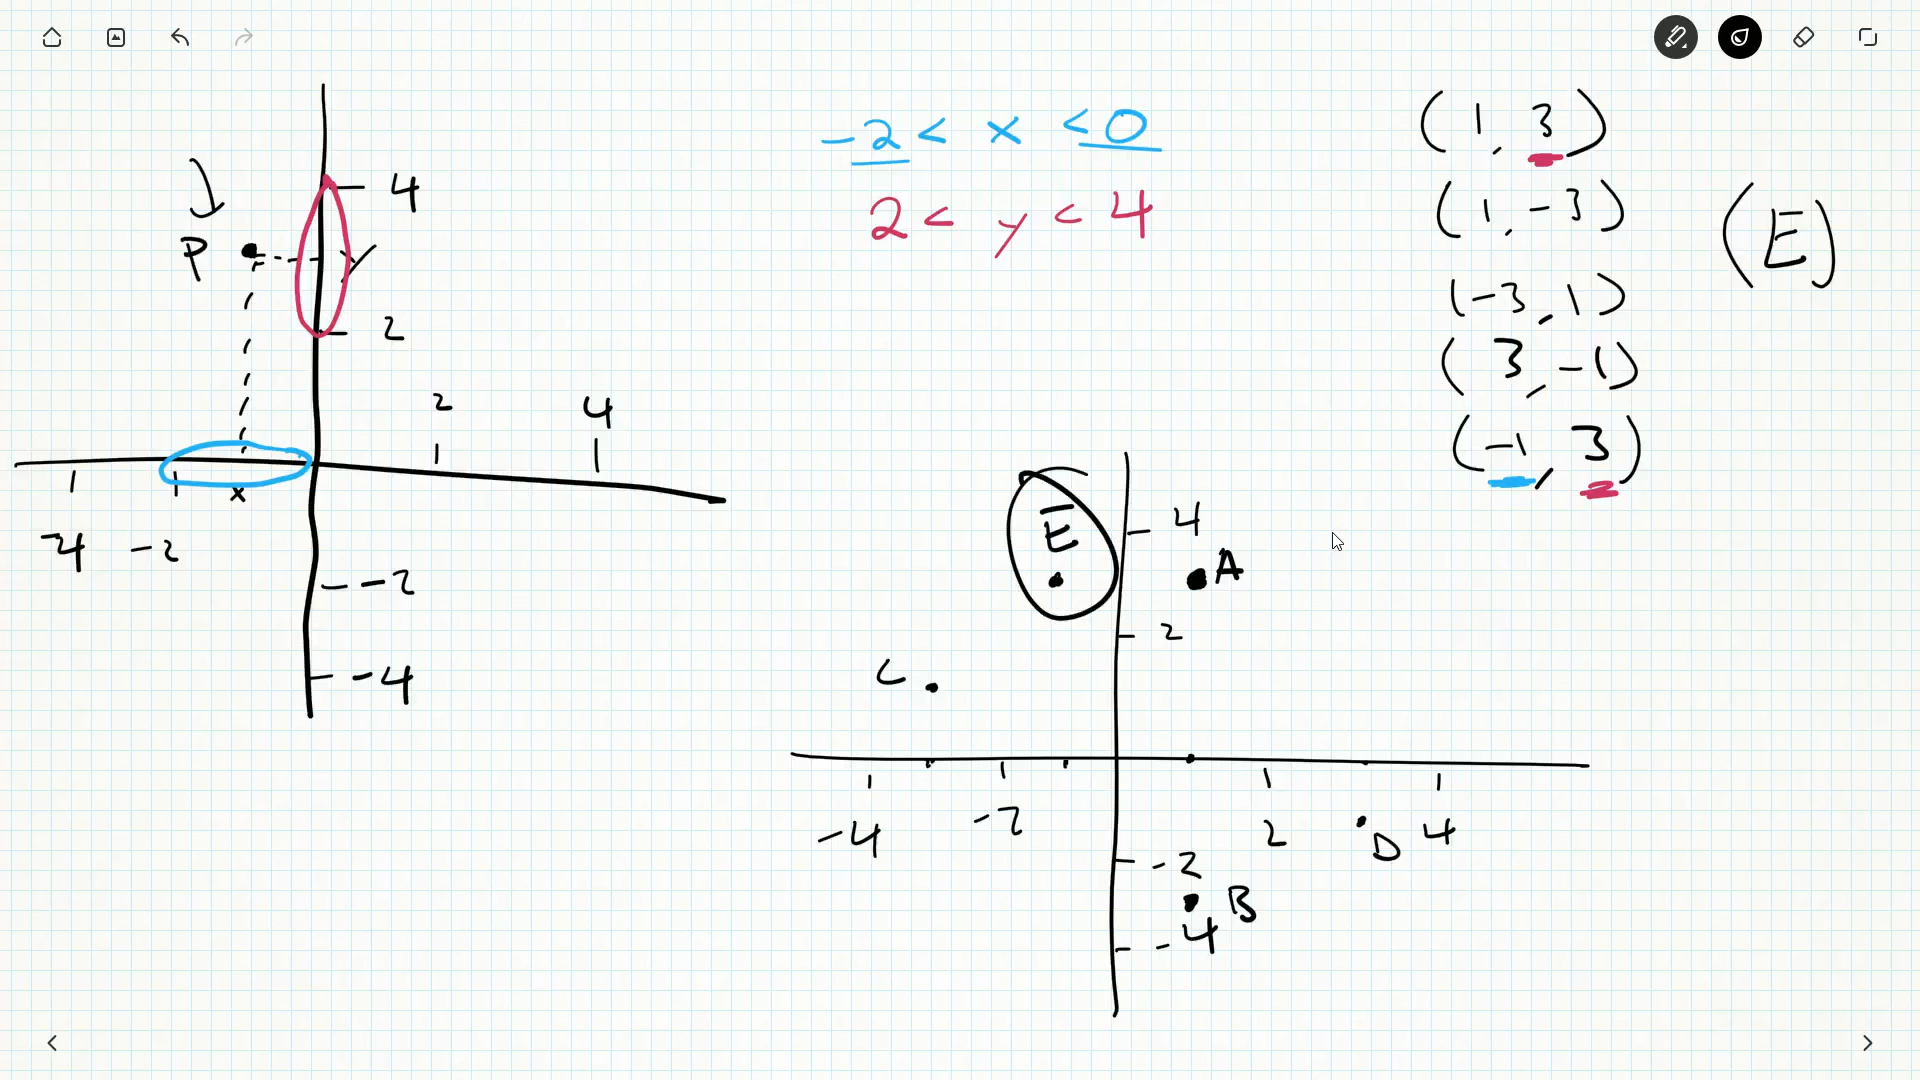 4
P
y
2
2
4
x
-4
-2
-2
-4
-2 < x < 0
2 < y < 4
(1, 3)
(1, -3)
(-3, 1)
(3, -1)
(-1, 3)
(E)
E
4
A
2
C
-4
-2
2
4
D
-2
B
-4